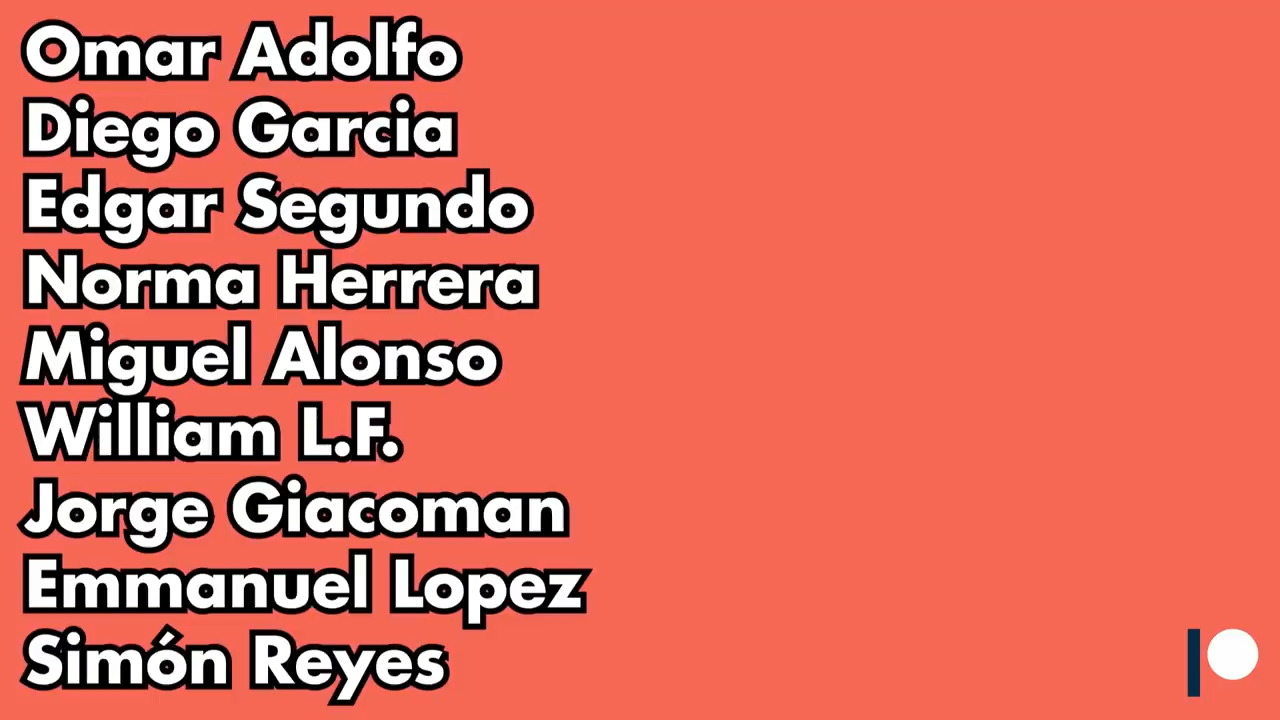 Omar Adolfo
Diego Garcia
Edgar Segundo
Norma Herrera
Miguel Alonso
William L.F.
Jorge Giacoman
Emmanuel Lopez
Simón Reyes